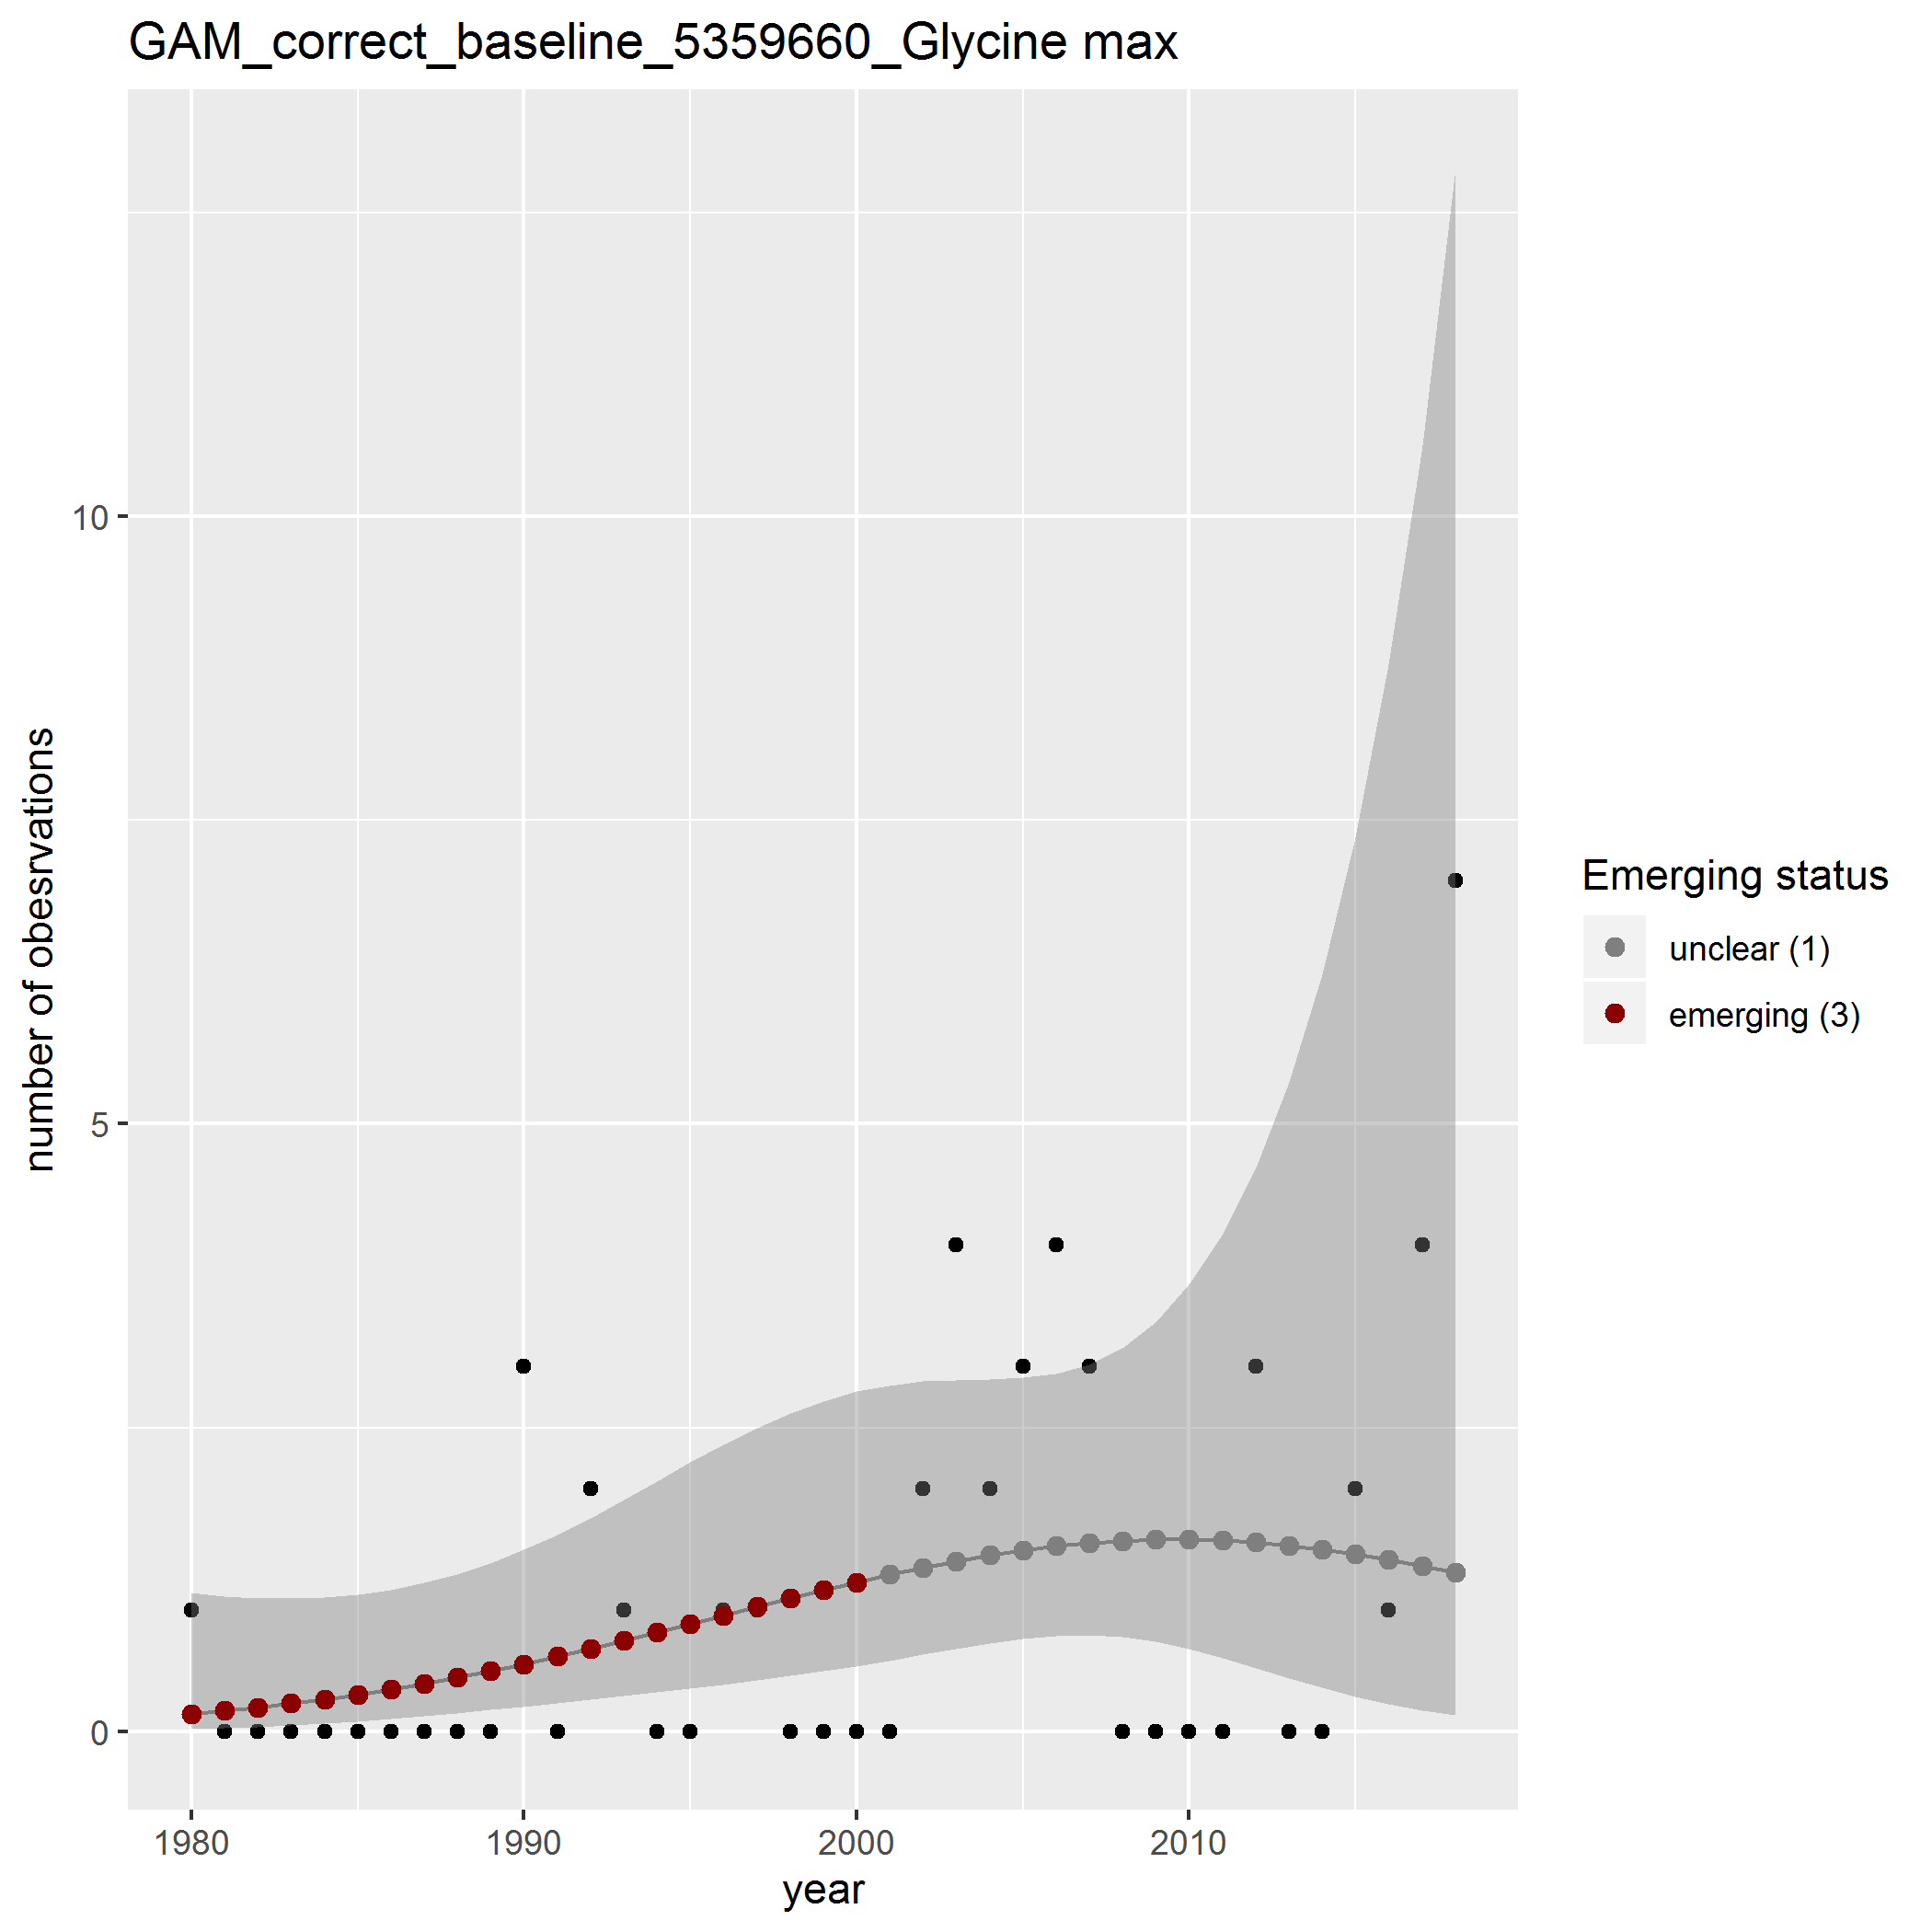 GAM_correct_baseline_5359660_Glycine max
number of obesrvations
10
5
0
1980
1990
2000
2010
year
Emerging status
unclear (1)
emerging (3)